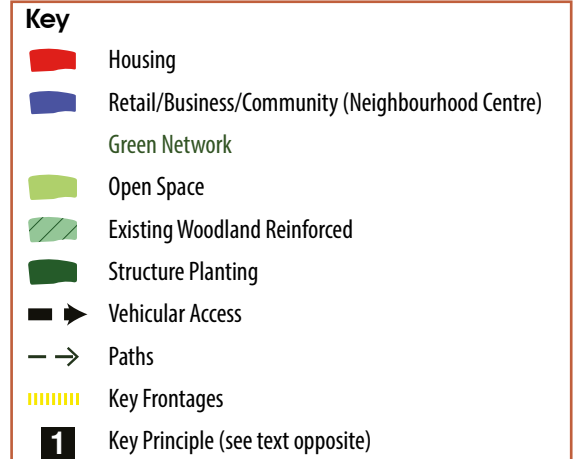 Key
Housing
Retail/Business/Community (Neighbourhood Centre)
Green Network
Open Space
Existing Woodland Reinforced
Structure Planting
Vehicular Access
Paths
Key Frontages
1 Key Principle (see text opposite)